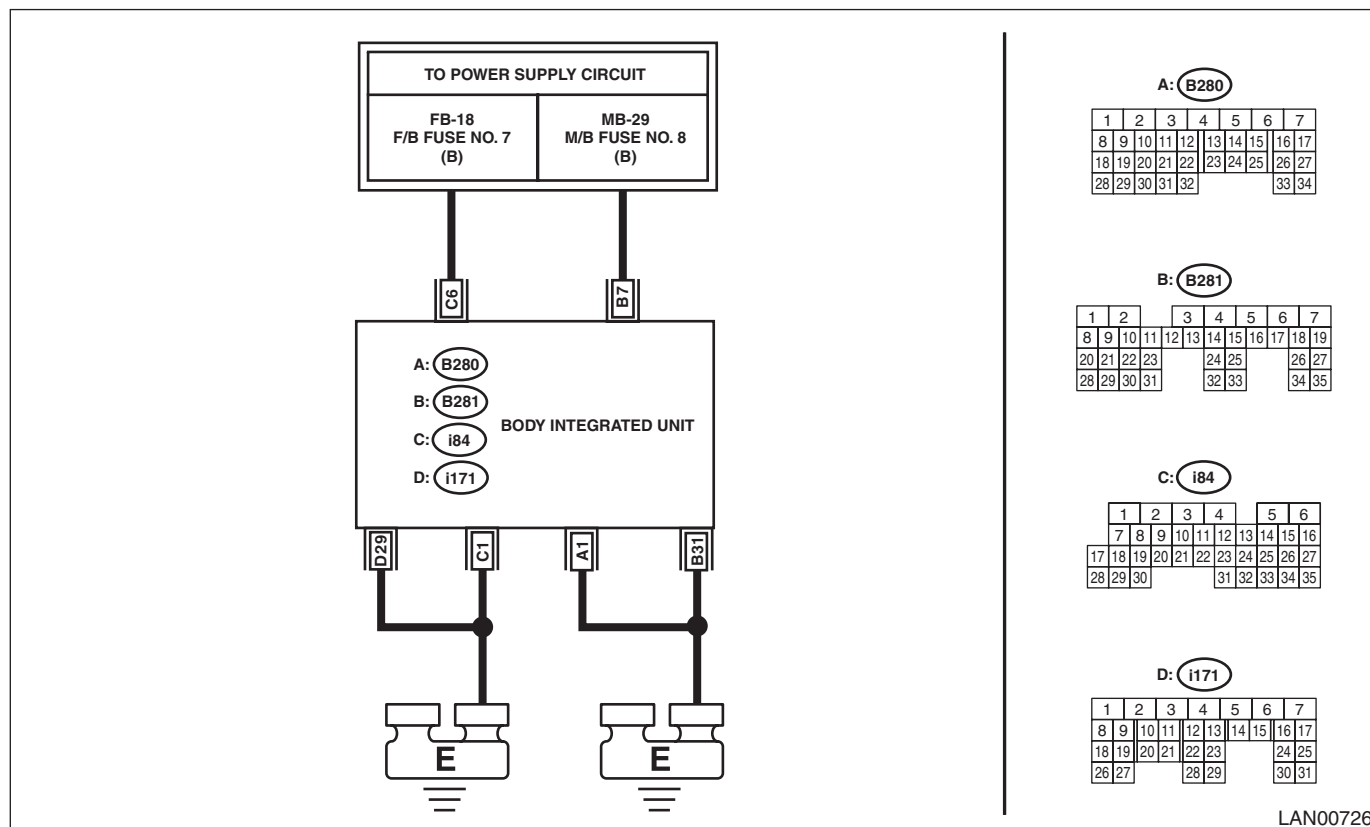 TO POWER SUPPLY CIRCUIT
FB-18
F/B FUSE NO. 7
(B)
MB-29
M/B FUSE NO. 8
(B)
C6
B7
A: B280
B: B281
C: i84
D: i171
BODY INTEGRATED UNIT
D29
C1
A1
B31
E
E
A: B280
1 2 3 4 5 6 7
8 9 10 11 12 13 14 15 16 17
18 19 20 21 22 23 24 25 26 27
28 29 30 31 32 33 34
B: B281
1 2 3 4 5 6 7
8 9 10 11 12 13 14 15 16 17 18 19
20 21 22 23 24 25 26 27
28 29 30 31 32 33 34 35
C: i84
1 2 3 4 5 6
7 8 9 10 11 12 13 14 15 16
17 18 19 20 21 22 23 24 25 26 27
28 29 30 31 32 33 34 35
D: i171
1 2 3 4 5 6 7
8 9 10 11 12 13 14 15 16 17
18 19 20 21 22 23 24 25
26 27 28 29 30 31
LAN00726